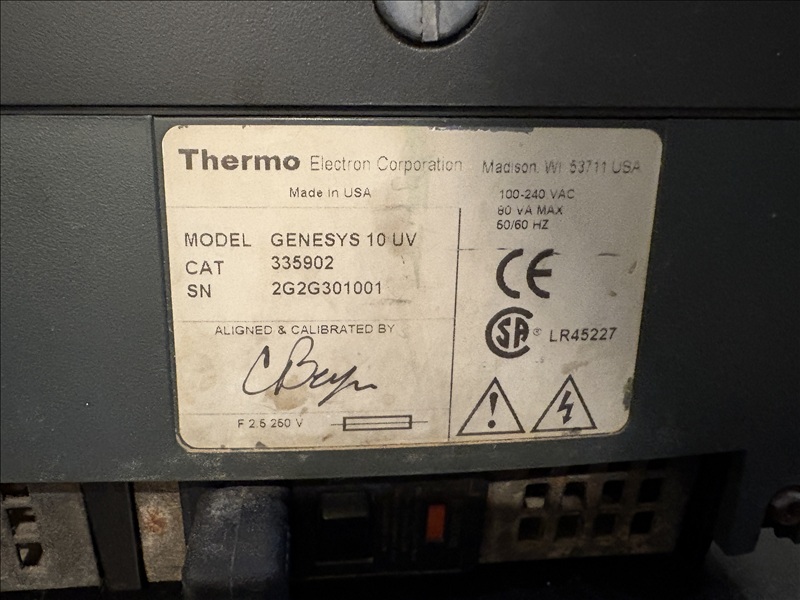 Thermo Electron Corporation Madison, WI 53711 USA
Made in USA
100-240 VAC
80 VA MAX
50/60 HZ
MODEL GENESYS 10 UV
CAT 335902
SN 2G2G301001
CE
ALIGNED & CALIBRATED BY
SA ® LR45227
F 2.5 250 V